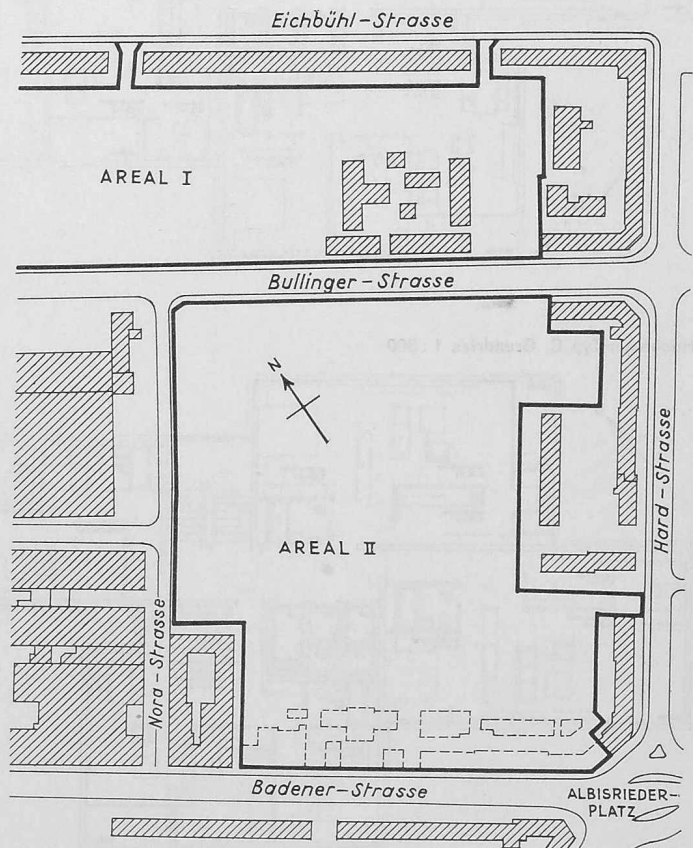 Eichbühl-Strasse
AREAL I
Bullinger-Strasse
N
AREAL II
Hard-Strasse
Nora-Strasse
Badener-Strasse
ALBISRIEDER-
PLATZ